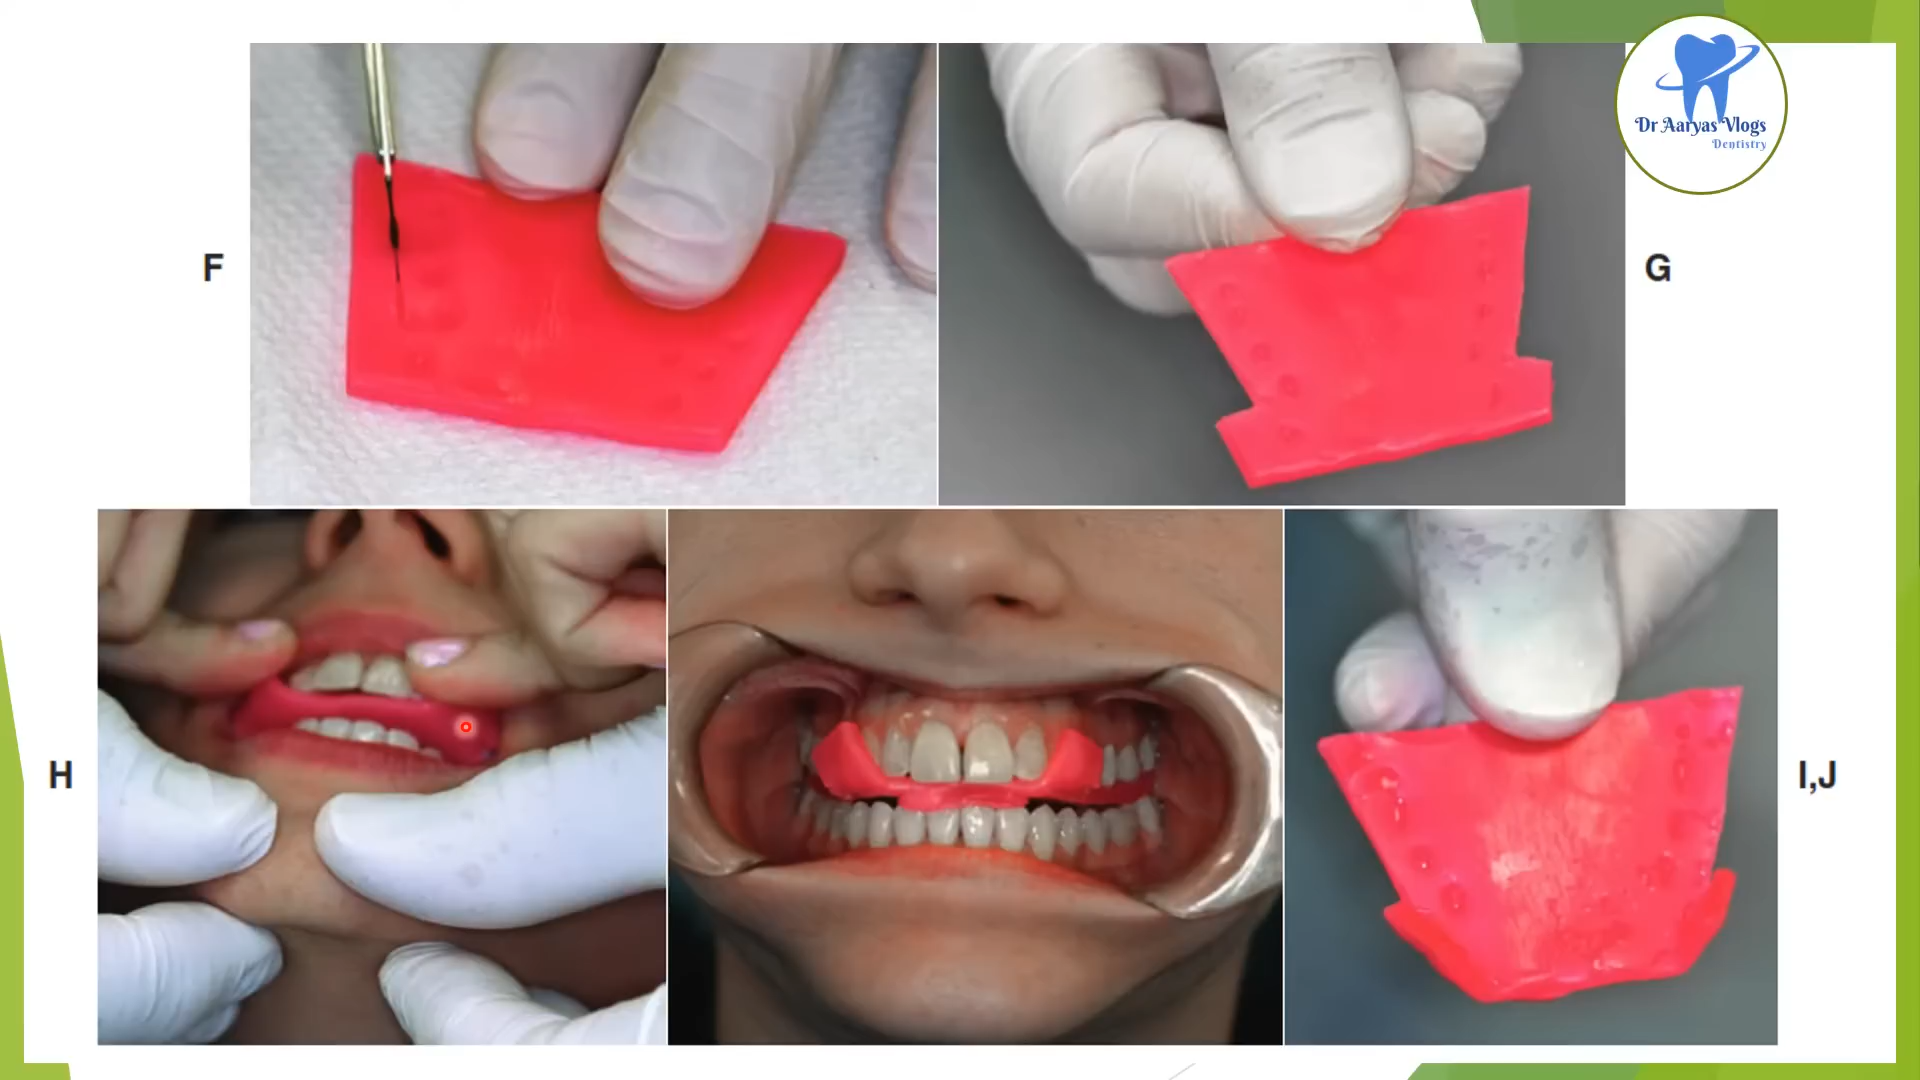 Dr Aaryas Vlogs
Dentistry
F
G
H
I,J